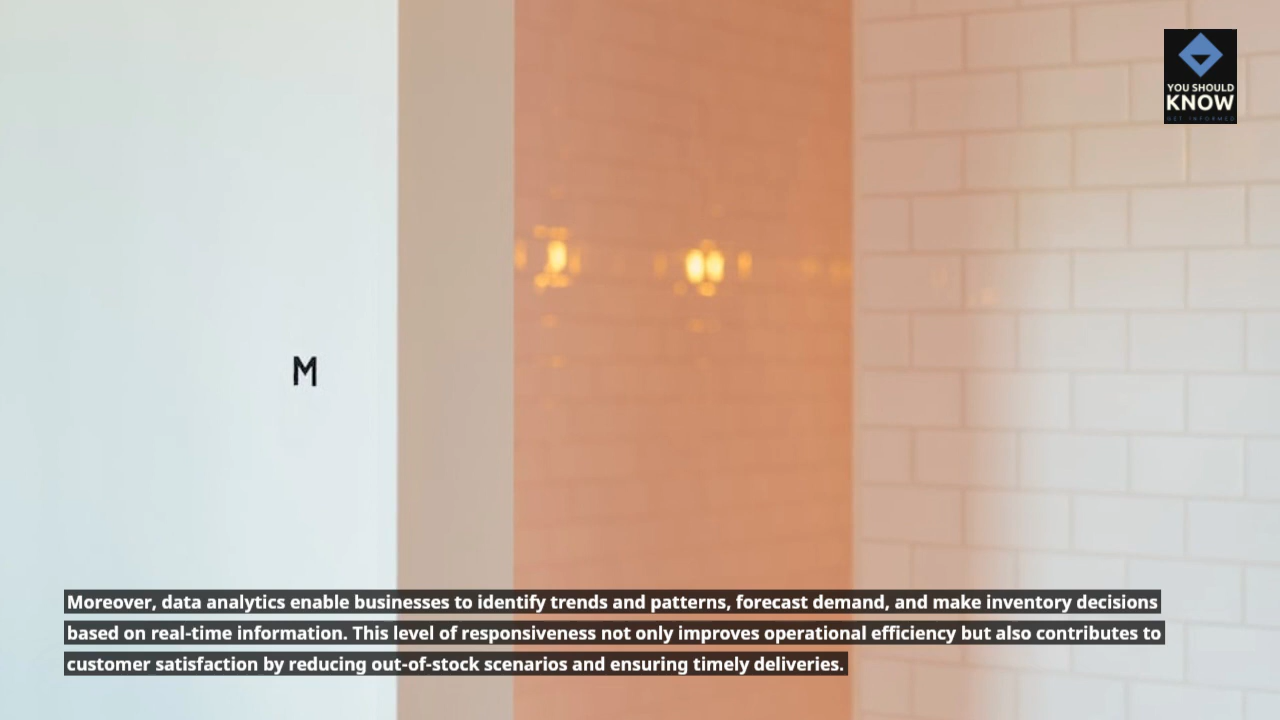 YOU SHOULD
KNOW
GET INFORMED
M
Moreover, data analytics enable businesses to identify trends and patterns, forecast demand, and make inventory decisions
based on real-time information. This level of responsiveness not only improves operational efficiency but also contributes to
customer satisfaction by reducing out-of-stock scenarios and ensuring timely deliveries.